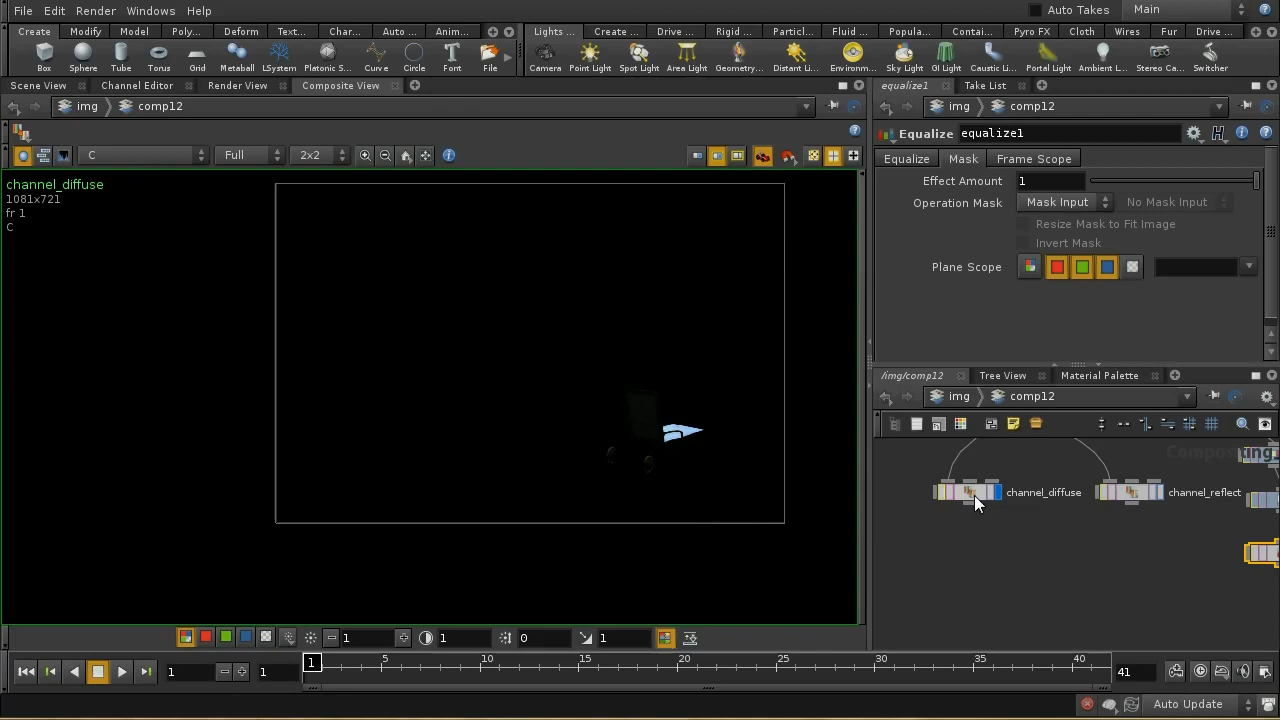 File Edit Render Windows Help Auto Takes Main
Create Modify Model Poly... Deform Text... Char... Auto ... Anim... Lights ... Create ... Drive ... Rigid ... Particl... Fluid ... Popula... Contai... Pyro FX Cloth Wires Fur Drive ...
Box Sphere Tube Torus Grid Metaball LSystem Platonic S... Curve Circle Font File Camera Point Light Spot Light Area Light Geometry... Distant Li... Environm... Sky Light GI Light Caustic Li... Portal Light Ambient L... Stereo Ca... Switcher
Scene View Channel Editor Render View Composite View equalize1 Take List
img comp12 img comp12
Equalize equalize1
C Full 2x2 Equalize Mask Frame Scope
channel_diffuse
1081x721
fr 1
C
Effect Amount 1
Operation Mask Mask Input No Mask Input
Resize Mask to Fit Image
Invert Mask
Plane Scope
/img/comp12 Tree View Material Palette
img comp12
Compositing
channel_diffuse channel_reflect
1 1 0 1
1 1 1 5 10 15 20 25 30 35 40 41
Auto Update